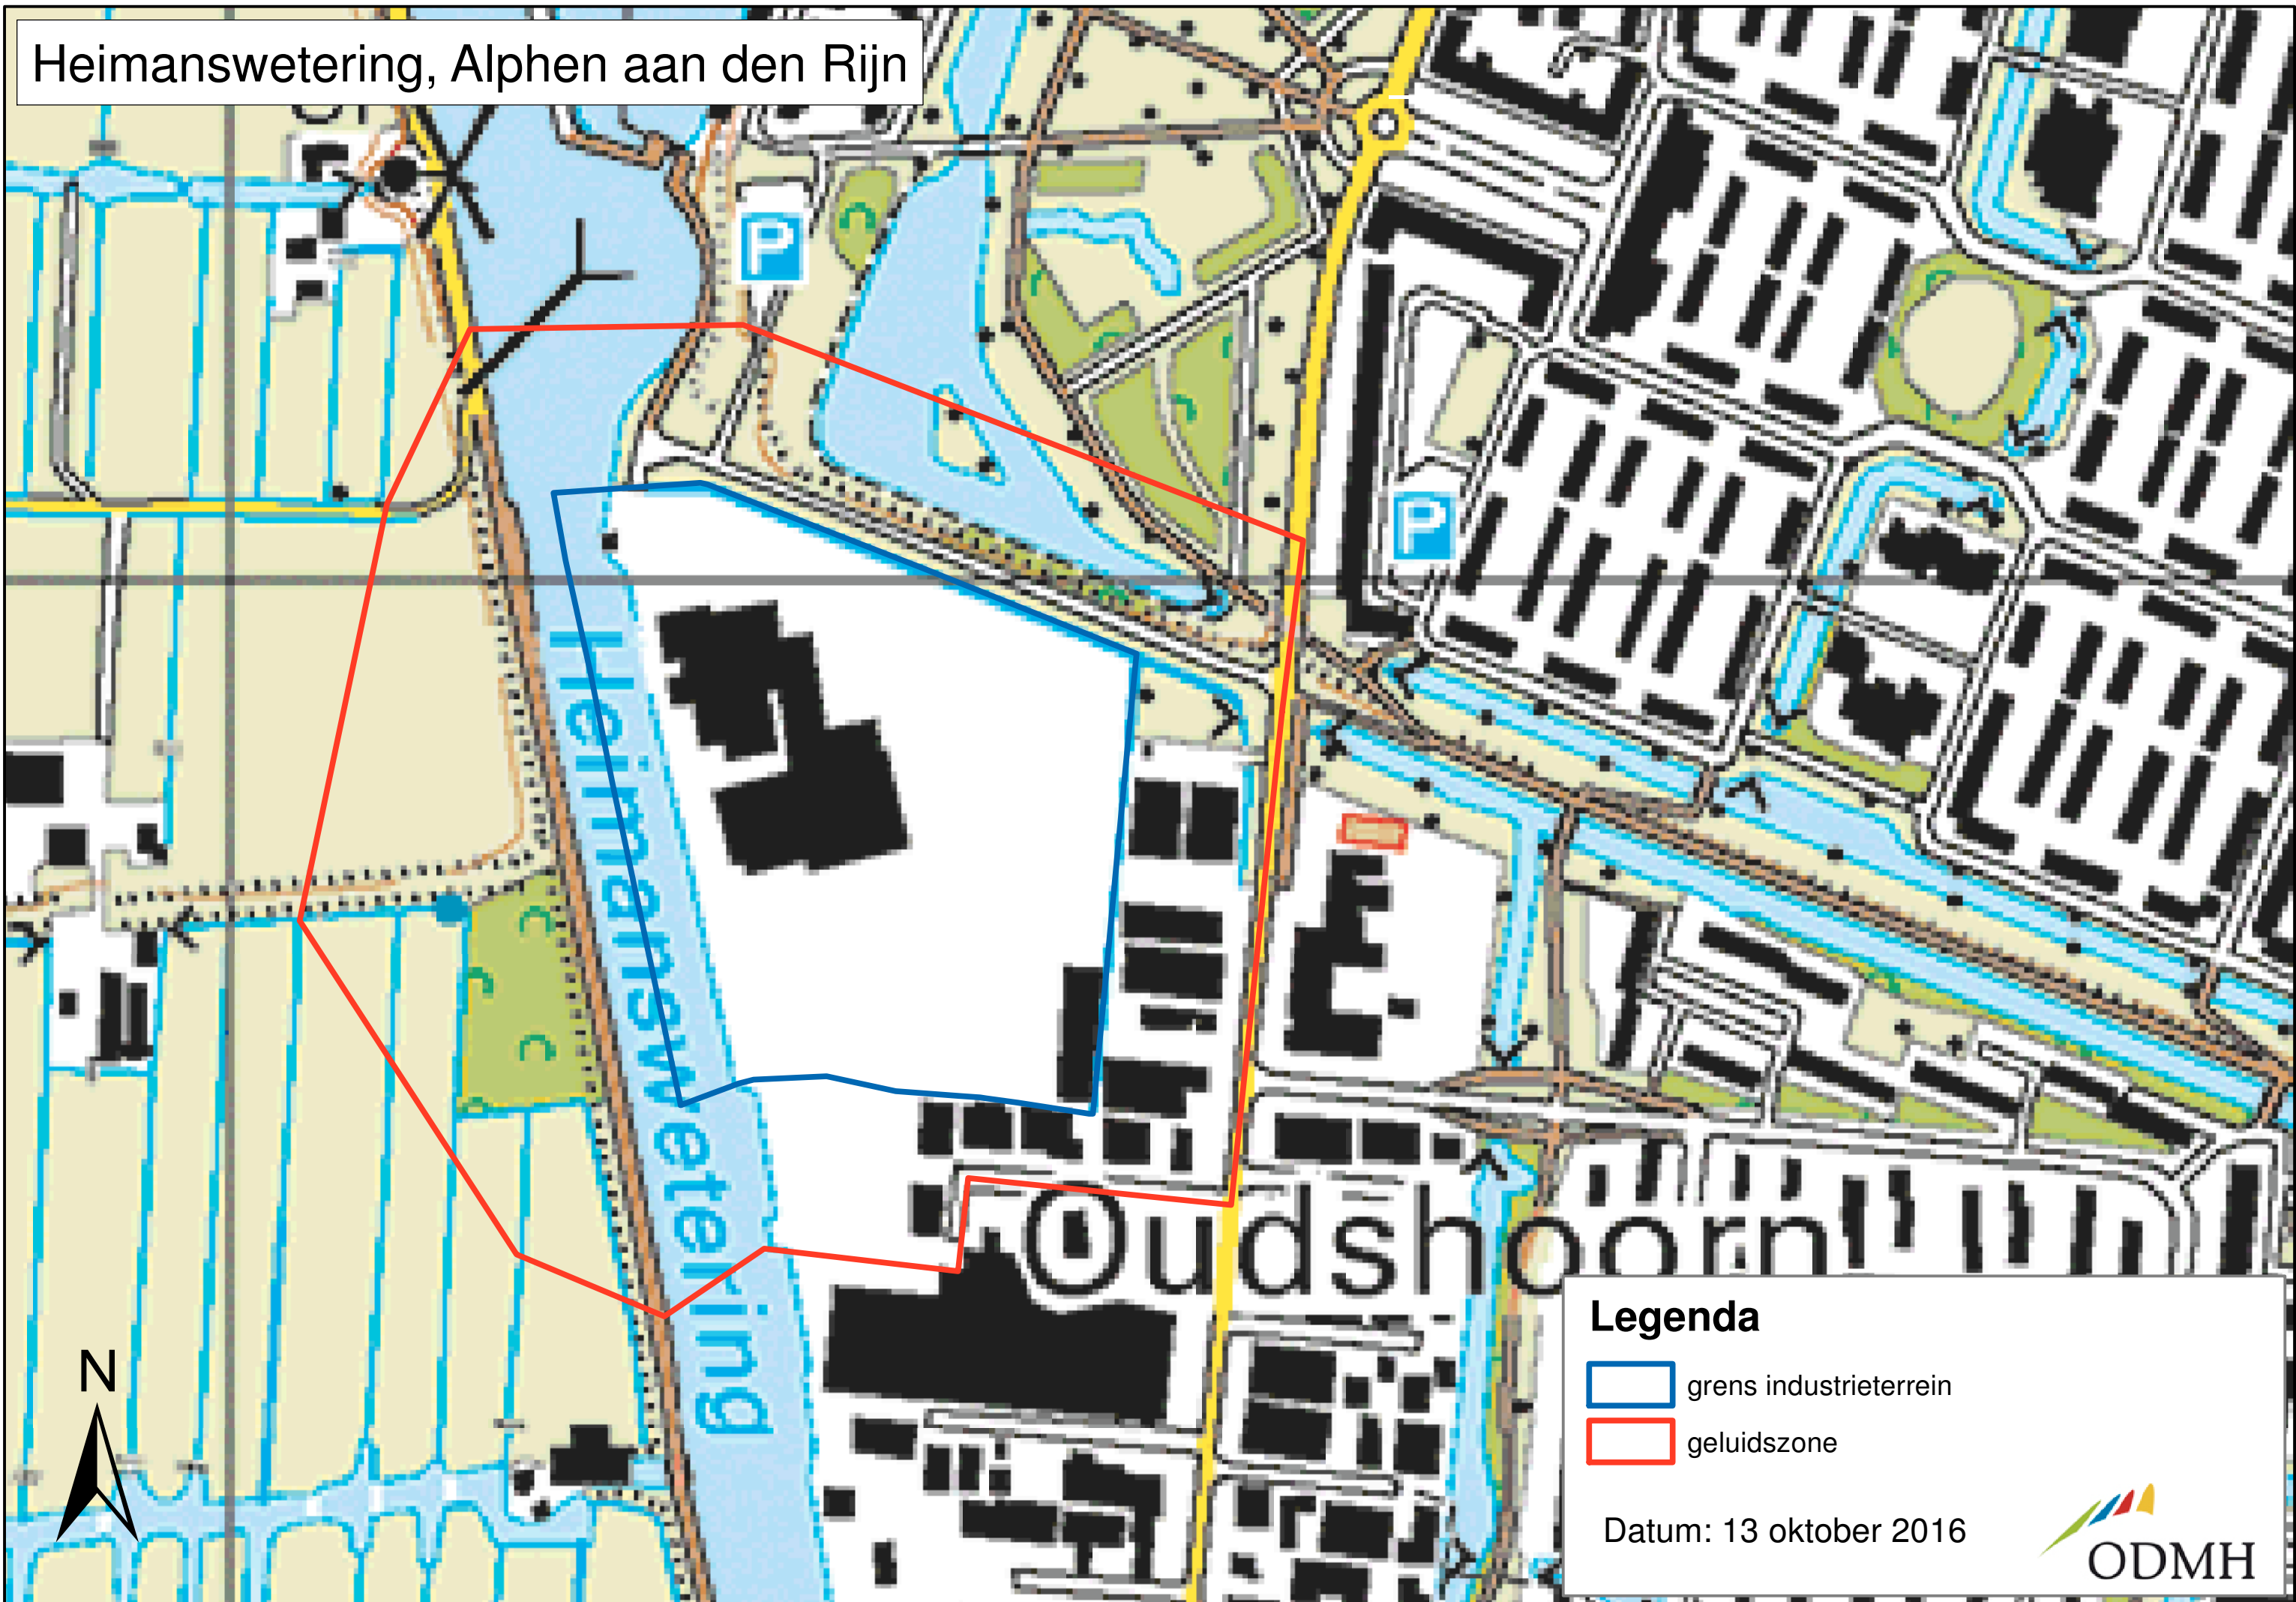 Heimanswetering, Alphen aan den Rijn
P
P
Heimanswetering
Oudshoorn
N
Legenda
grens industrieterrein
geluidszone
Datum: 13 oktober 2016
ODMH